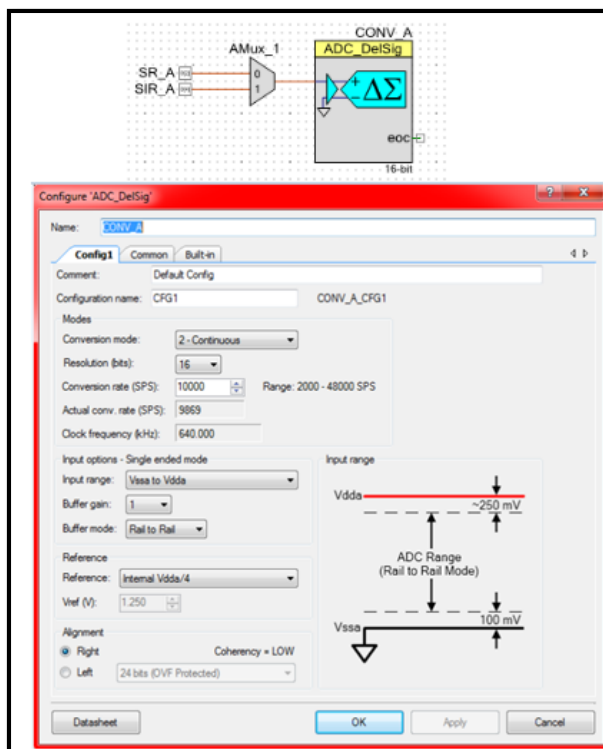 CONV_A
AMux_1
ADC_DelSig
SR_A
0
SIR_A
1
+
ΔΣ
-
eoc
16-bit
Configure 'ADC_DelSig'
Name: CONV_A
Config1 Common Built-in
Comment: Default Config
Configuration name: CFG1 CONV_A_CFG1
Modes
Conversion mode: 2 - Continuous
Resolution (bits): 16
Conversion rate (SPS): 10000 Range: 2000 - 48000 SPS
Actual conv. rate (SPS): 9869
Clock frequency (kHz): 640.000
Input options - Single ended mode
Input range: Vssa to Vdda
Buffer gain: 1
Buffer mode: Rail to Rail
Input range
Vdda
~250 mV
ADC Range
(Rail to Rail Mode)
100 mV
Vssa
Reference
Reference: Internal Vdda/4
Vref (V): 1.250
Alignment
Right Coherency = LOW
Left 24 bits (OVF Protected)
Datasheet OK Apply Cancel